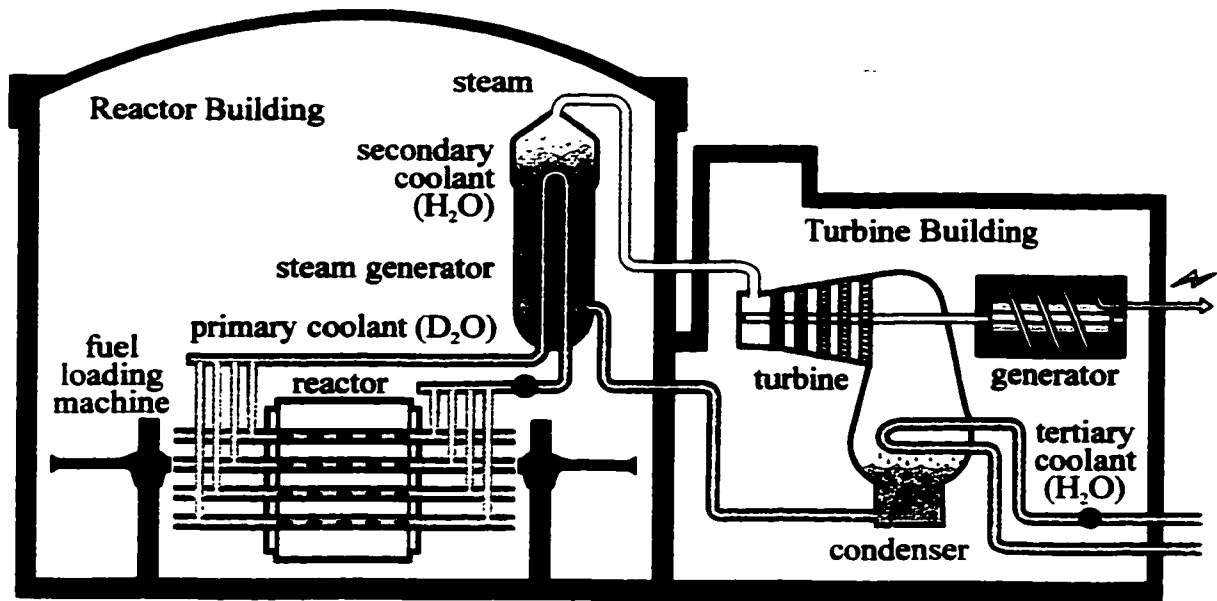 steam
Reactor Building
secondary
coolant
(H₂O)
steam generator
primary coolant (D₂O)
fuel
loading
machine
reactor
Turbine Building
turbine
generator
tertiary
coolant
(H₂O)
condenser